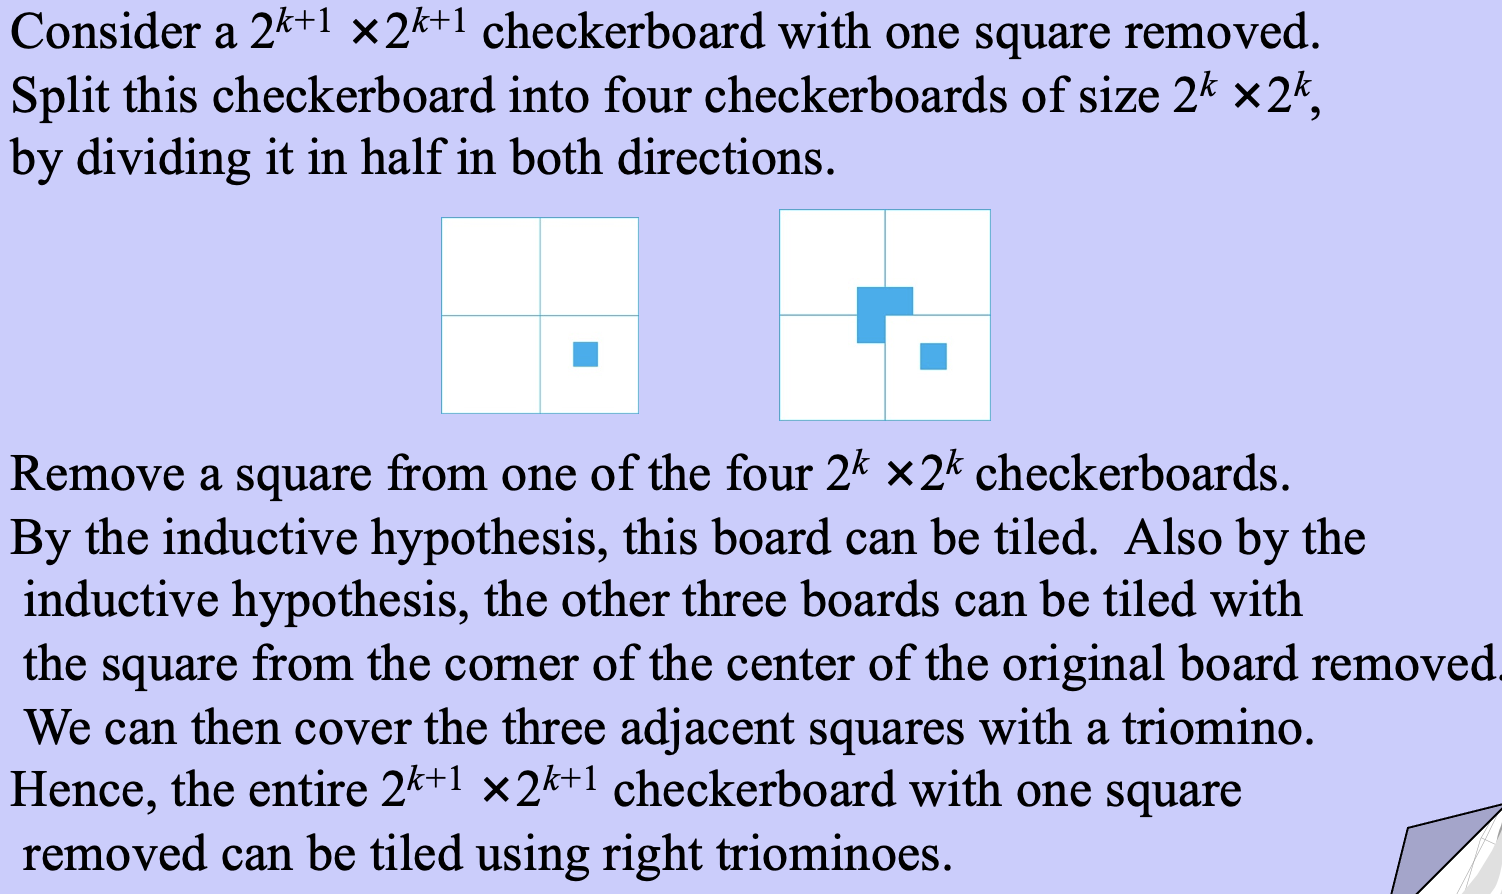 Consider a 2^{k+1} ×2^{k+1} checkerboard with one square removed.
Split this checkerboard into four checkerboards of size 2^k ×2^k,
by dividing it in half in both directions.
Remove a square from one of the four 2^k ×2^k checkerboards.
By the inductive hypothesis, this board can be tiled. Also by the
inductive hypothesis, the other three boards can be tiled with
the square from the corner of the center of the original board removed.
We can then cover the three adjacent squares with a triomino.
Hence, the entire 2^{k+1} ×2^{k+1} checkerboard with one square
removed can be tiled using right triominoes.